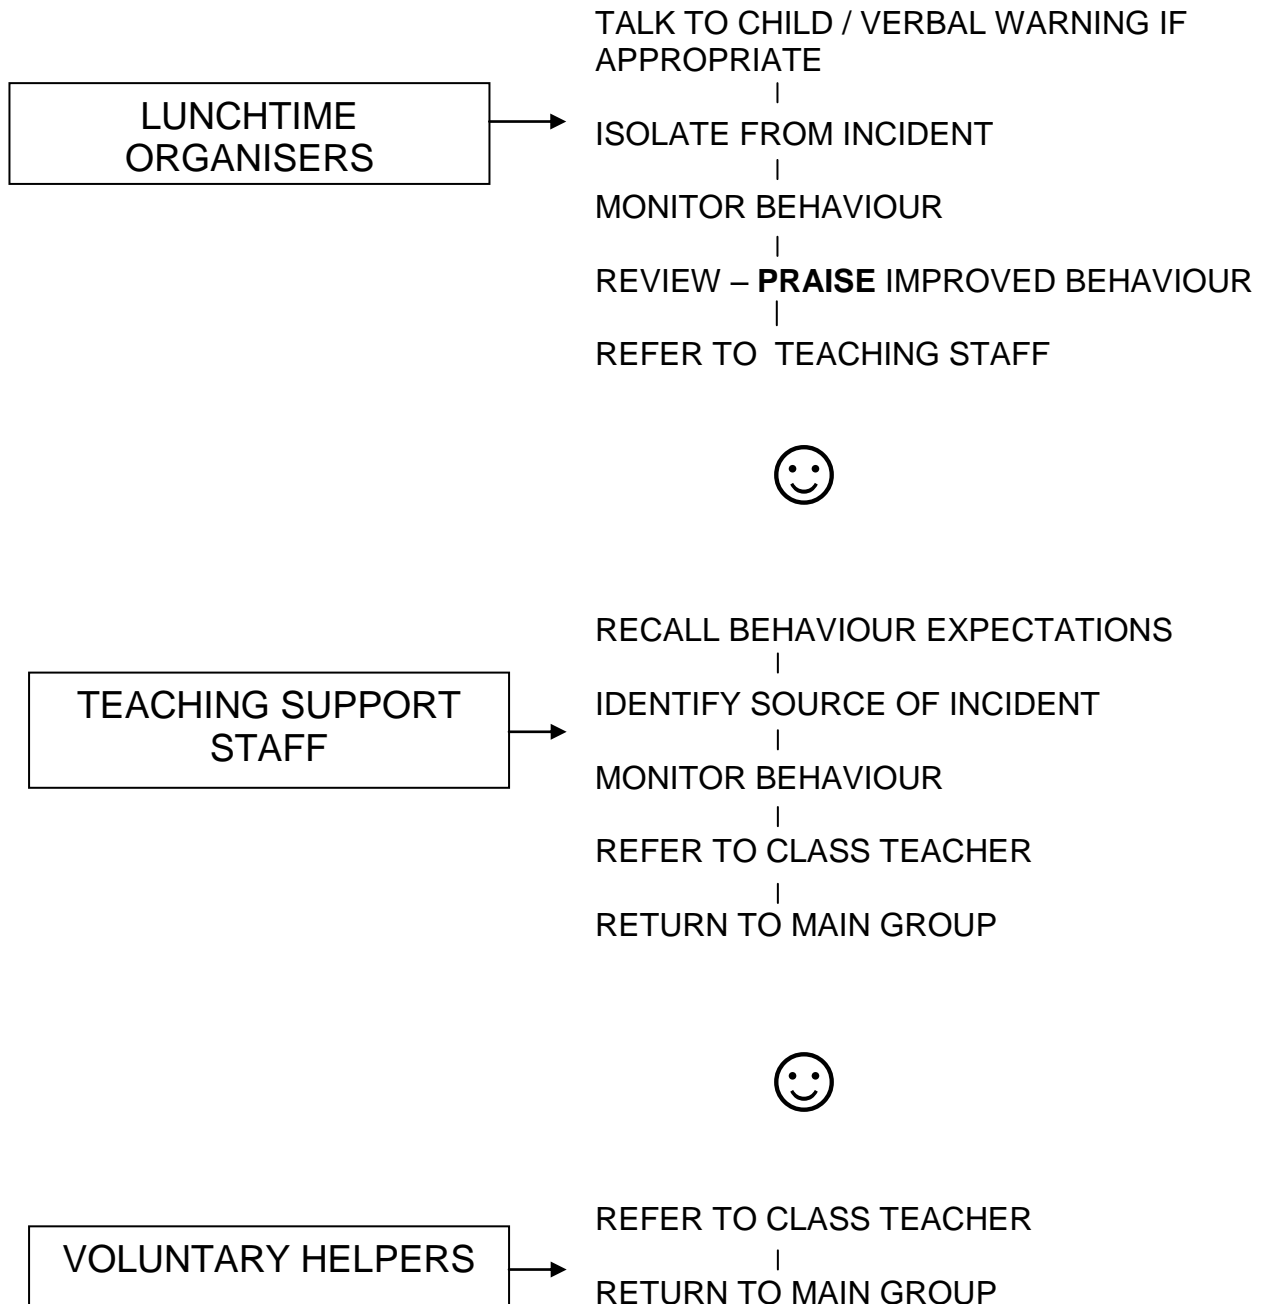 TALK TO CHILD / VERBAL WARNING IF
APPROPRIATE
LUNCHTIME
ORGANISERS
ISOLATE FROM INCIDENT
MONITOR BEHAVIOUR
REVIEW – PRAISE IMPROVED BEHAVIOUR
REFER TO TEACHING STAFF
RECALL BEHAVIOUR EXPECTATIONS
TEACHING SUPPORT
STAFF
IDENTIFY SOURCE OF INCIDENT
MONITOR BEHAVIOUR
REFER TO CLASS TEACHER
RETURN TO MAIN GROUP
VOLUNTARY HELPERS
REFER TO CLASS TEACHER
RETURN TO MAIN GROUP